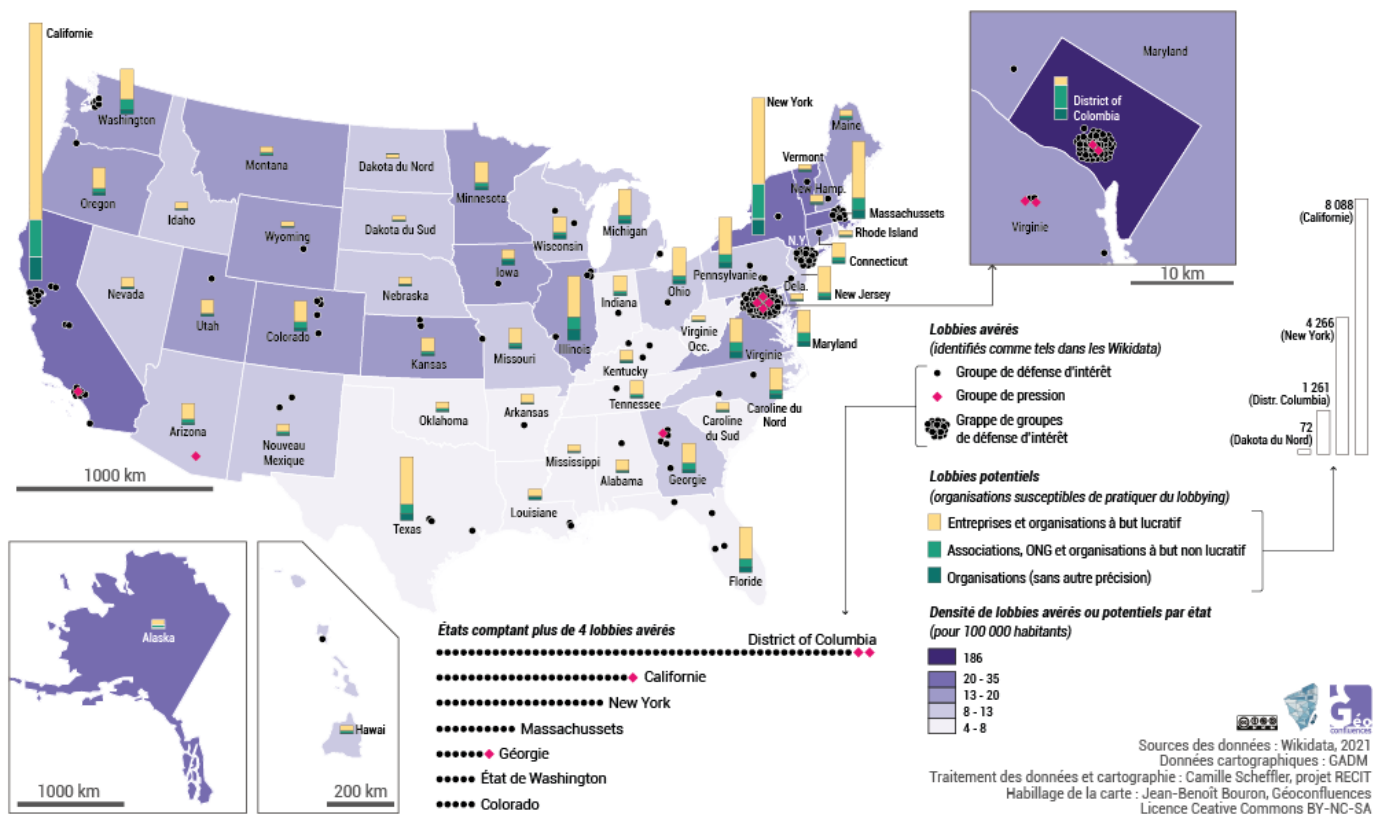 Californie
Washington
Oregon
Idaho
Montana
Wyoming
Nevada
Utah
Colorado
Arizona
Nouveau
Mexique
Dakota du Nord
Dakota du Sud
Nebraska
Kansas
Oklahoma
Texas
Minnesota
Iowa
Missouri
Arkansas
Louisiane
Wisconsin
Illinois
Michigan
Indiana
Ohio
Kentucky
Tennessee
Mississippi
Alabama
Georgie
Floride
Caroline
du Sud
Caroline du
Nord
Virginie
Virginie
Occ.
Pennsylvanie
New York
N.Y.
Vermont
New Hamp.
Maine
Massachussets
Rhode Island
Connecticut
New Jersey
Dela.
Maryland
1000 km
Alaska
1000 km
Hawai
200 km
Maryland
District of
Colombia
Virginie
10 km
8 088
(Californie)
4 266
(New York)
1 261
(Distr. Columbia)
72
(Dakota du Nord)
Lobbies avérés
(identifiés comme tels dans les Wikidata)
Groupe de défense d'intérêt
Groupe de pression
Grappe de groupes
de défense d'intérêt
Lobbies potentiels
(organisations susceptibles de pratiquer du lobbying)
Entreprises et organisations à but lucratif
Associations, ONG et organisations à but non lucratif
Organisations (sans autre précision)
Densité de lobbies avérés ou potentiels par état
(pour 100 000 habitants)
186
20 - 35
13 - 20
8 - 13
4 - 8
États comptant plus de 4 lobbies avérés
District of Columbia
Californie
New York
Massachussets
Géorgie
État de Washington
Colorado
Géo
confluences
Sources des données : Wikidata, 2021
Données cartographiques : GADM
Traitement des données et cartographie : Camille Scheffler, projet RECIT
Habillage de la carte : Jean-Benoît Bouron, Géoconfluences
Licence Ceative Commons BY-NC-SA